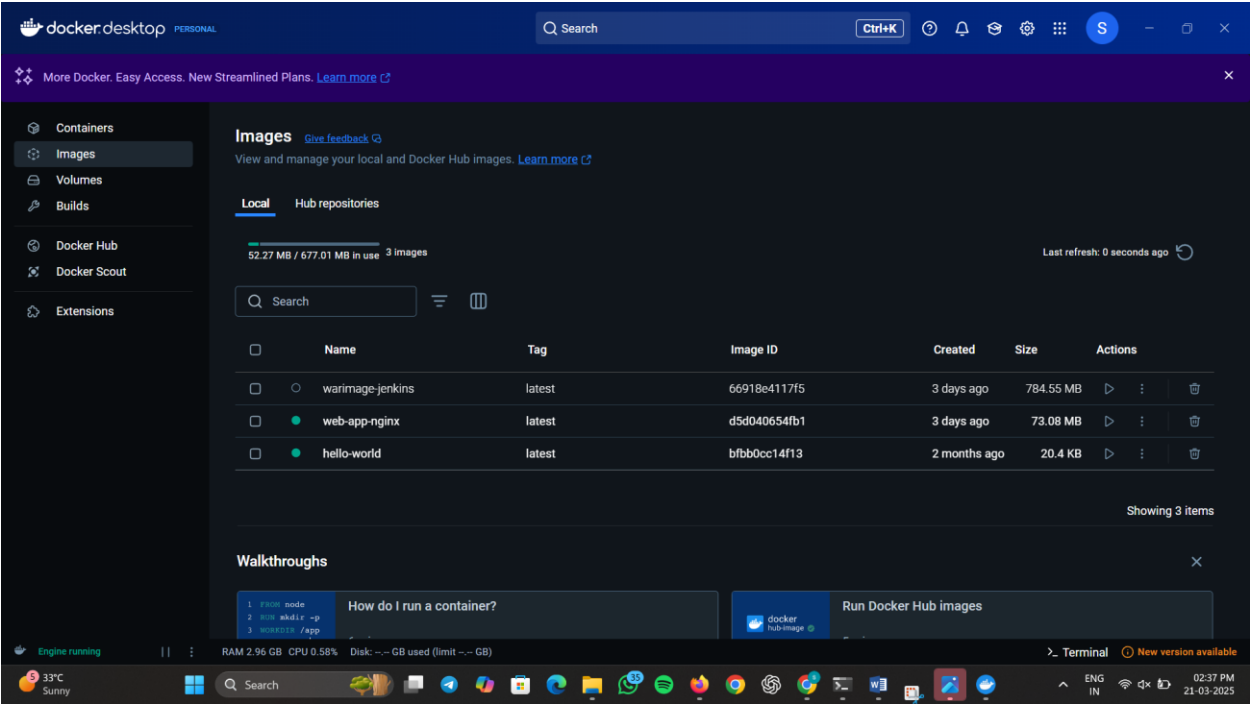 docker.desktop PERSONAL
Search
Ctrl+K
S
More Docker. Easy Access. New Streamlined Plans. Learn more
Containers
Images
Volumes
Builds
Docker Hub
Docker Scout
Extensions
Images Give feedback
View and manage your local and Docker Hub images. Learn more
Local Hub repositories
52.27 MB / 677.01 MB in use 3 images
Last refresh: 0 seconds ago
Search
Name Tag Image ID Created Size Actions
warimage-jenkins latest 66918e4117f5 3 days ago 784.55 MB
web-app-nginx latest d5d040654fb1 3 days ago 73.08 MB
hello-world latest bfbb0cc14f13 2 months ago 20.4 KB
Showing 3 items
Walkthroughs
1 FROM node
2 RUN mkdir -p
3 WORKDIR /app
How do I run a container?
docker
hub-image
Run Docker Hub images
Engine running
RAM 2.96 GB CPU 0.58% Disk: --.-- GB used (limit --.-- GB)
>_ Terminal
New version available
5
33°C
Sunny
Search
35
ENG
IN
02:37 PM
21-03-2025